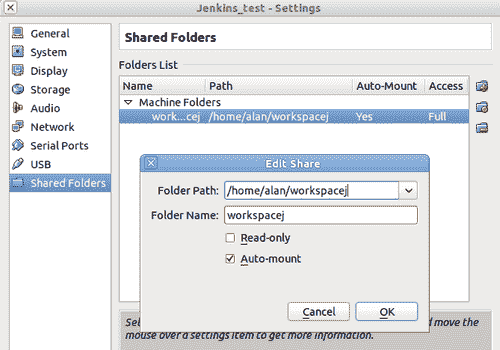 Jenkins_test - Settings
General
System
Display
Storage
Audio
Network
Serial Ports
USB
Shared Folders
Shared Folders
Folders List
Name Path Auto-Mount Access
Machine Folders
work...cej /home/alan/workspacej Yes Full
Edit Share
Folder Path: /home/alan/workspacej
Folder Name: workspacej
Read-only
Auto-mount
Cancel OK
Sel d move the
mouse over a settings item to get more information.